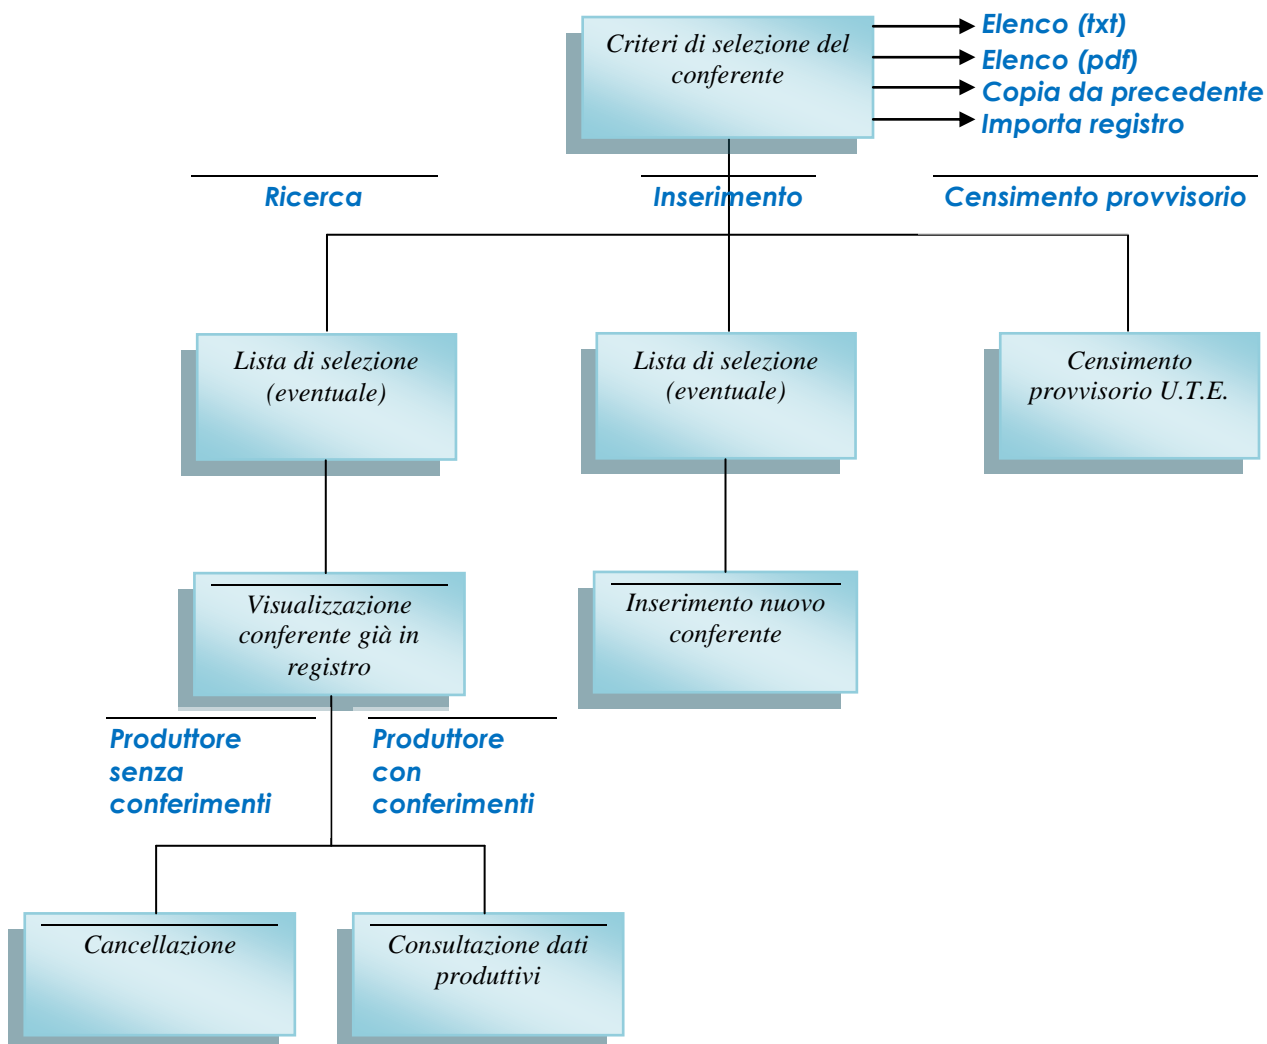 Criteri di selezione del
conferente
Elenco (txt)
Elenco (pdf)
Copia da precedente
Importa registro
Ricerca
Inserimento
Censimento provvisorio
Lista di selezione
(eventuale)
Lista di selezione
(eventuale)
Censimento
provvisorio U.T.E.
Visualizzazione
conferente già in
registro
Inserimento nuovo
conferente
Produttore
senza
conferimenti
Produttore
con
conferimenti
Cancellazione
Consultazione dati
produttivi